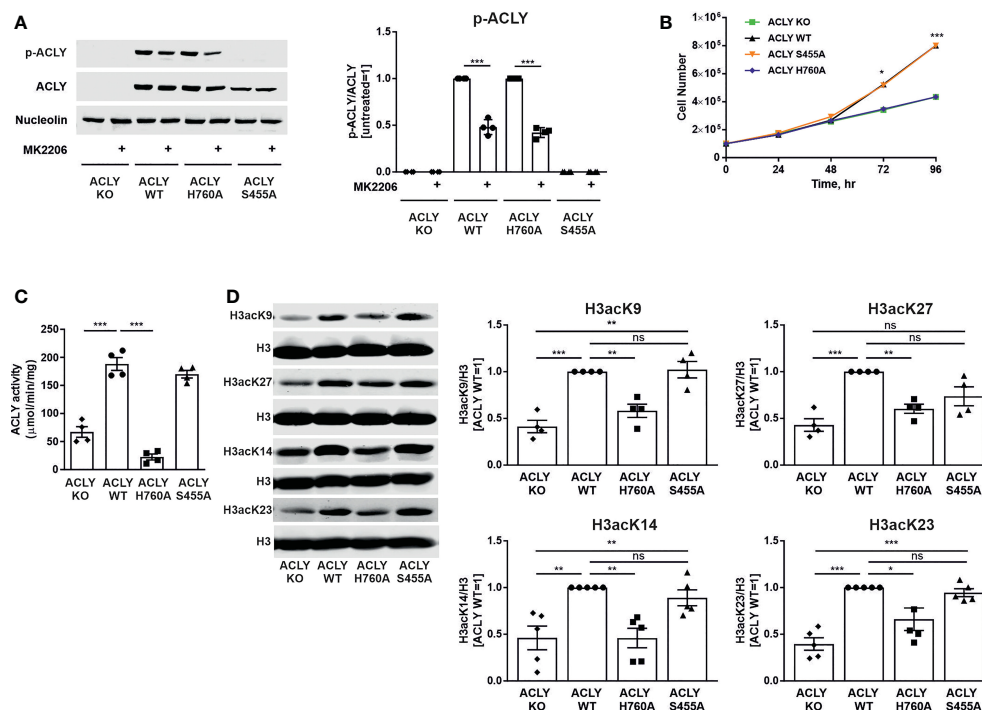 A
p-ACLY
ACLY
Nucleolin
MK2206
+ + + +
ACLY KO
ACLY WT
ACLY H760A
ACLY S455A
p-ACLY
p-ACLY/ACLY
[untreated=1]
1.5
1.0
0.5
0.0
*** ***
MK2206
+ + + +
ACLY KO
ACLY WT
ACLY H760A
ACLY S455A
B
ACLY KO
ACLY WT
ACLY S455A
ACLY H760A
Cell Number
1×10⁶
8×10⁵
6×10⁵
4×10⁵
2×10⁵
0
* ***
0 24 48 72 96
Time, hr
C
ACLY activity
(μmol/min/mg)
250
200
150
100
50
0
*** ***
ACLY KO
ACLY WT
ACLY H760A
ACLY S455A
D
H3acK9
H3
H3acK27
H3
H3acK14
H3
H3acK23
H3
ACLY KO
ACLY WT
ACLY H760A
ACLY S455A
H3acK9
H3acK9/H3
[ACLY WT=1]
1.5
1.0
0.5
0.0
**
ns
*** **
ACLY KO
ACLY WT
ACLY H760A
ACLY S455A
H3acK27
H3acK27/H3
[ACLY WT=1]
1.5
1.0
0.5
0.0
ns
ns
*** **
ACLY KO
ACLY WT
ACLY H760A
ACLY S455A
H3acK14
H3acK14/H3
[ACLY WT=1]
1.5
1.0
0.5
0.0
**
ns
** **
ACLY KO
ACLY WT
ACLY H760A
ACLY S455A
H3acK23
H3acK23/H3
[ACLY WT=1]
1.5
1.0
0.5
0.0
***
ns
*** *
ACLY KO
ACLY WT
ACLY H760A
ACLY S455A